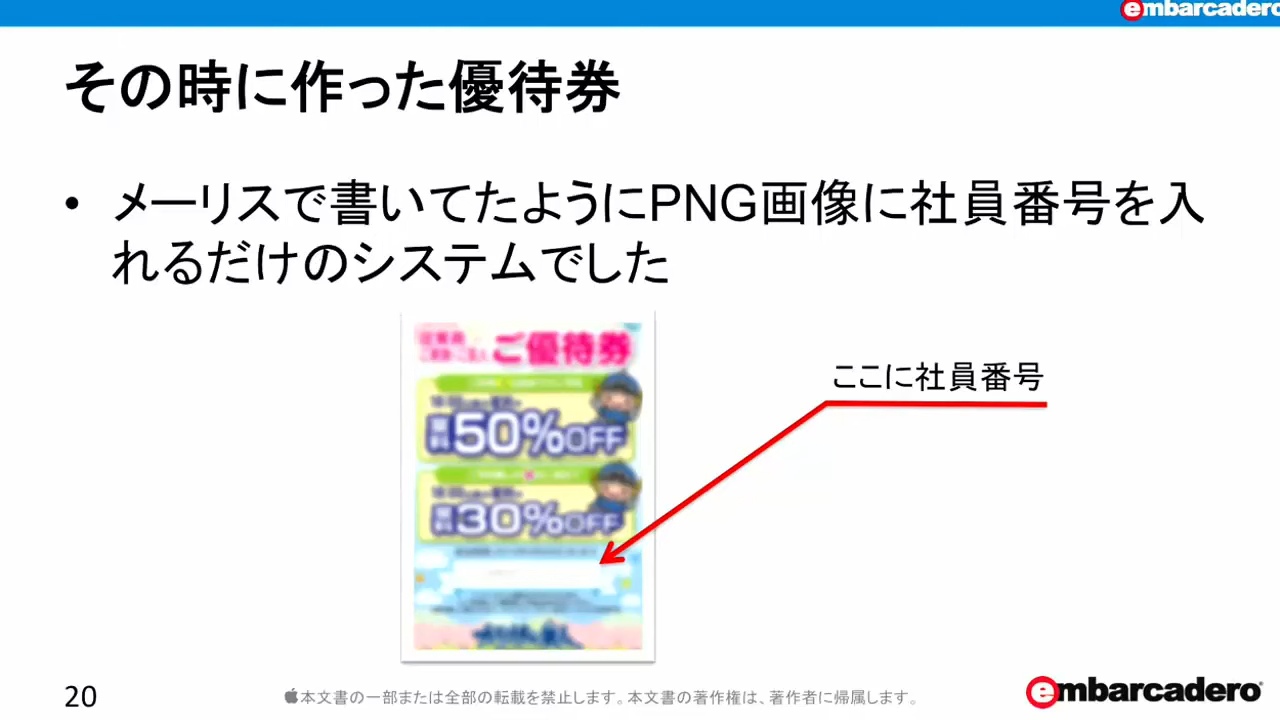 embarcadero
その時に作った優待券
• メーリスで書いてたようにPNG画像に社員番号を入
れるだけのシステムでした
ご優待券
50%OFF
30%OFF
ここに社員番号
20
本文書の一部または全部の転載を禁止します。本文書の著作権は、著作者に帰属します。
embarcadero